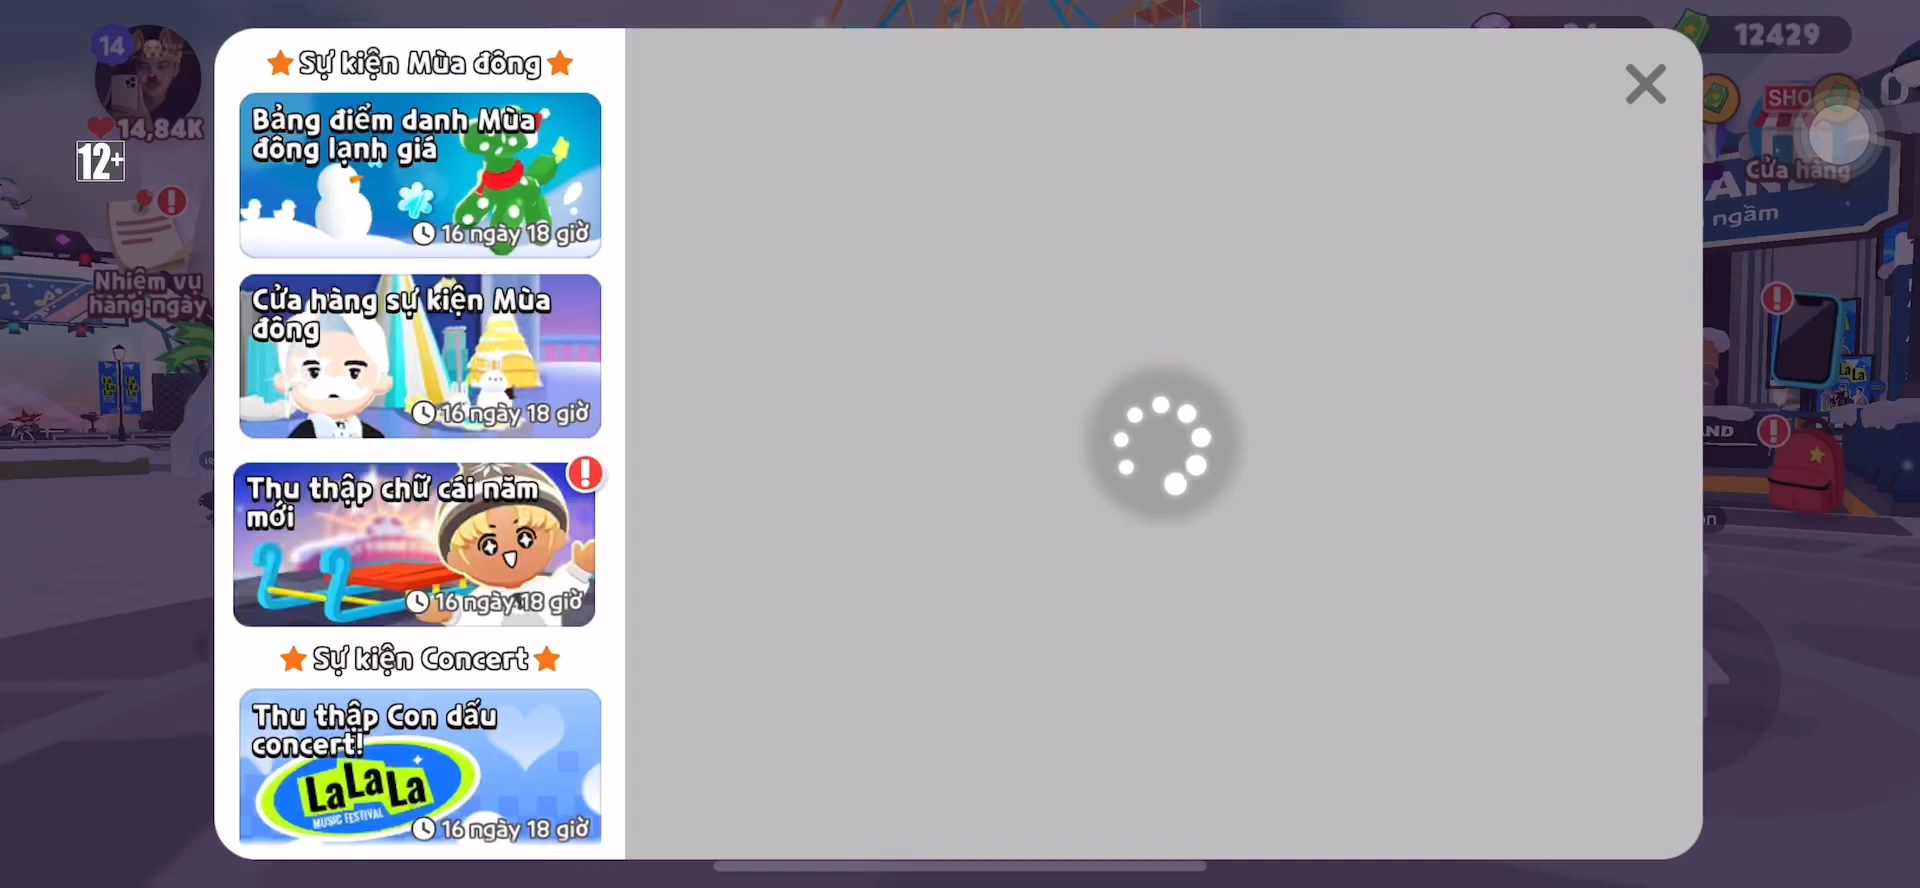 14
14,84K
12+
Nhiệm vụ
hàng ngày
Sự kiện Mùa đông
Bảng điểm danh Mùa
đông lạnh giá
16 ngày 18 giờ
Cửa hàng sự kiện Mùa
đông
16 ngày 18 giờ
Thu thập chữ cái năm
mới
16 ngày 18 giờ
Sự kiện Concert
Thu thập Con dấu
concert!
LaLaLa
MUSIC FESTIVAL
16 ngày 18 giờ
12429
SHO
Cửa hàng
ngầm
LaLa